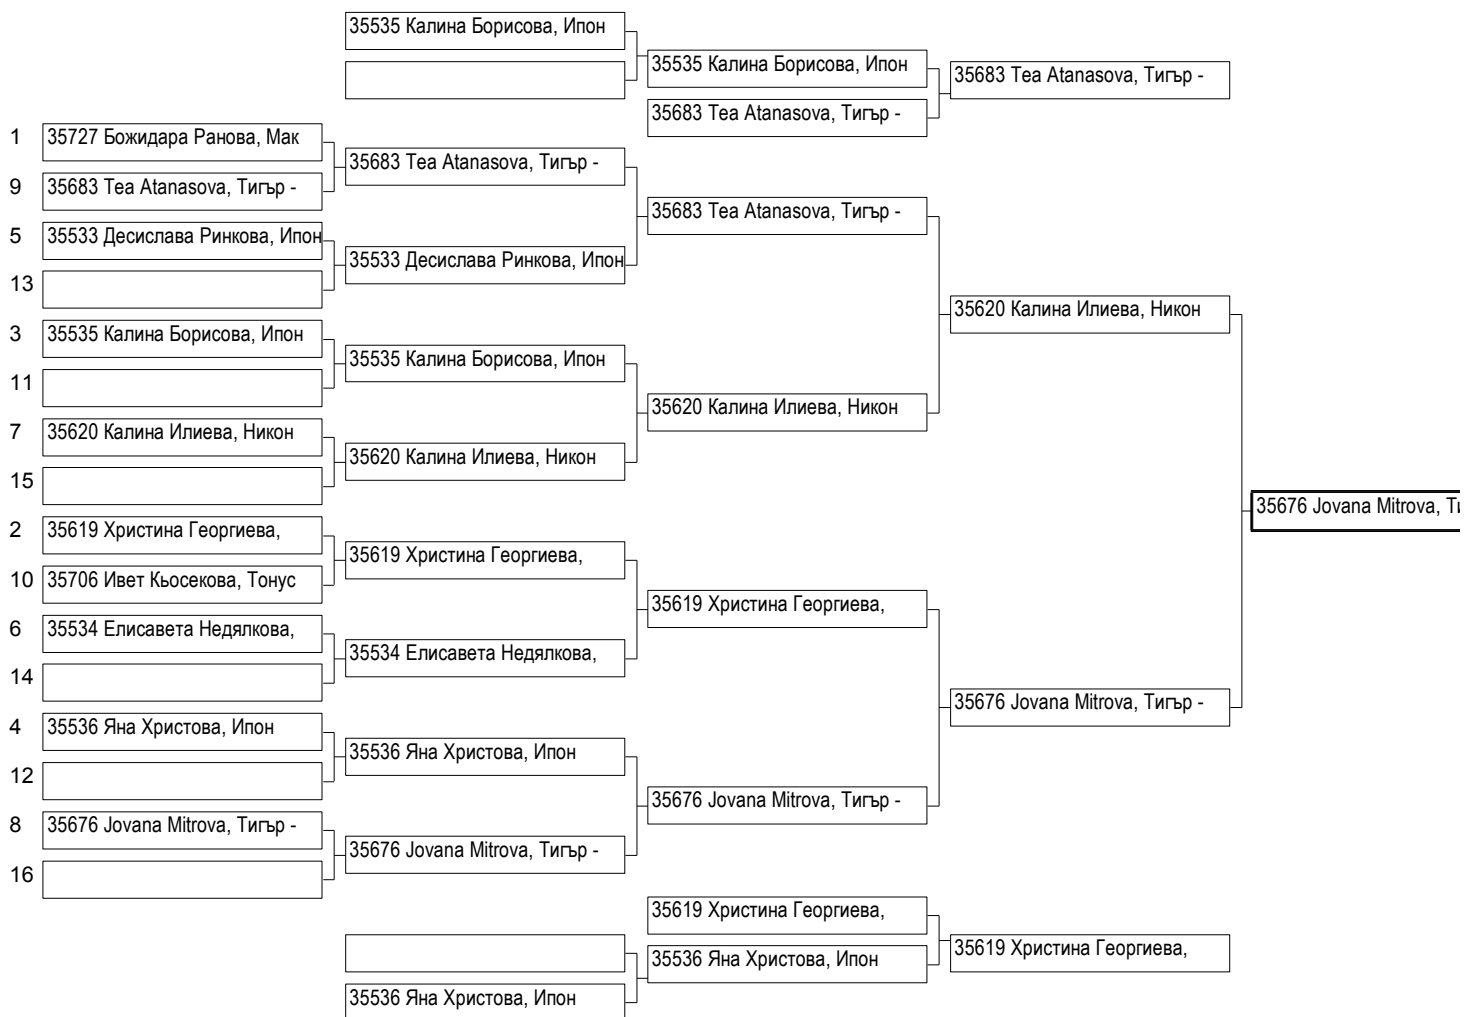 35535 Калина Борисова, Ипон
35535 Калина Борисова, Ипон
35683 Tea Atanasova, Тигър -
35683 Tea Atanasova, Тигър -
1 35727 Божидара Ранова, Мак
35683 Tea Atanasova, Тигър -
9 35683 Tea Atanasova, Тигър -
35683 Tea Atanasova, Тигър -
5 35533 Десислава Ринкова, Ипон
35533 Десислава Ринкова, Ипон
13
35620 Калина Илиева, Никон
3 35535 Калина Борисова, Ипон
35535 Калина Борисова, Ипон
11
35620 Калина Илиева, Никон
7 35620 Калина Илиева, Никон
35620 Калина Илиева, Никон
15
35676 Jovana Mitrova, Ти
2 35619 Христина Георгиева,
35619 Христина Георгиева,
10 35706 Ивет Кьосекова, Тонус
35619 Христина Георгиева,
6 35534 Елисавета Недялкова,
35534 Елисавета Недялкова,
14
35676 Jovana Mitrova, Тигър -
4 35536 Яна Христова, Ипон
35536 Яна Христова, Ипон
12
35676 Jovana Mitrova, Тигър -
8 35676 Jovana Mitrova, Тигър -
35676 Jovana Mitrova, Тигър -
16
35619 Христина Георгиева,
35619 Христина Георгиева,
35536 Яна Христова, Ипон
35536 Яна Христова, Ипон